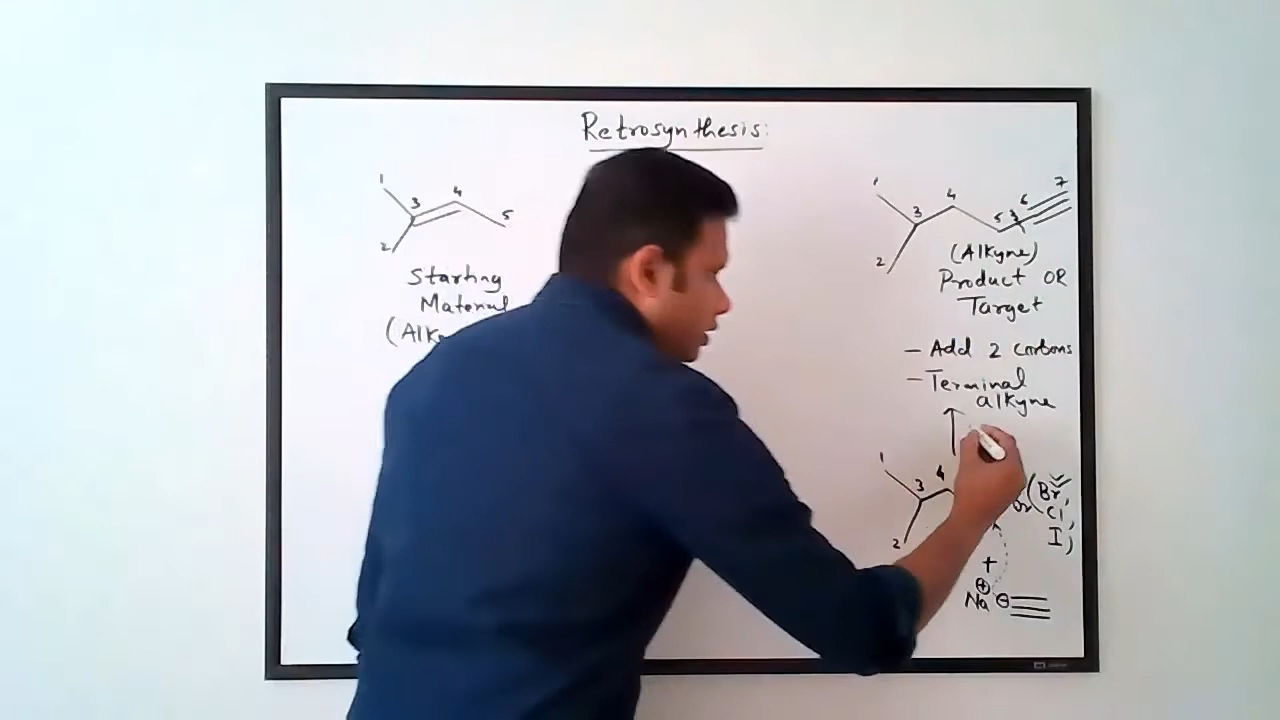 Retrosynthesis:
1
3
4
5
2
Starting
Material
1
3
4
5
6
7
2
(Alkyne)
Product OR
Target
- Add 2 carbons
- Terminal
alkyne
1
3
4
2
or (Br,
Cl,
I)
+
⊕
Na ⊖